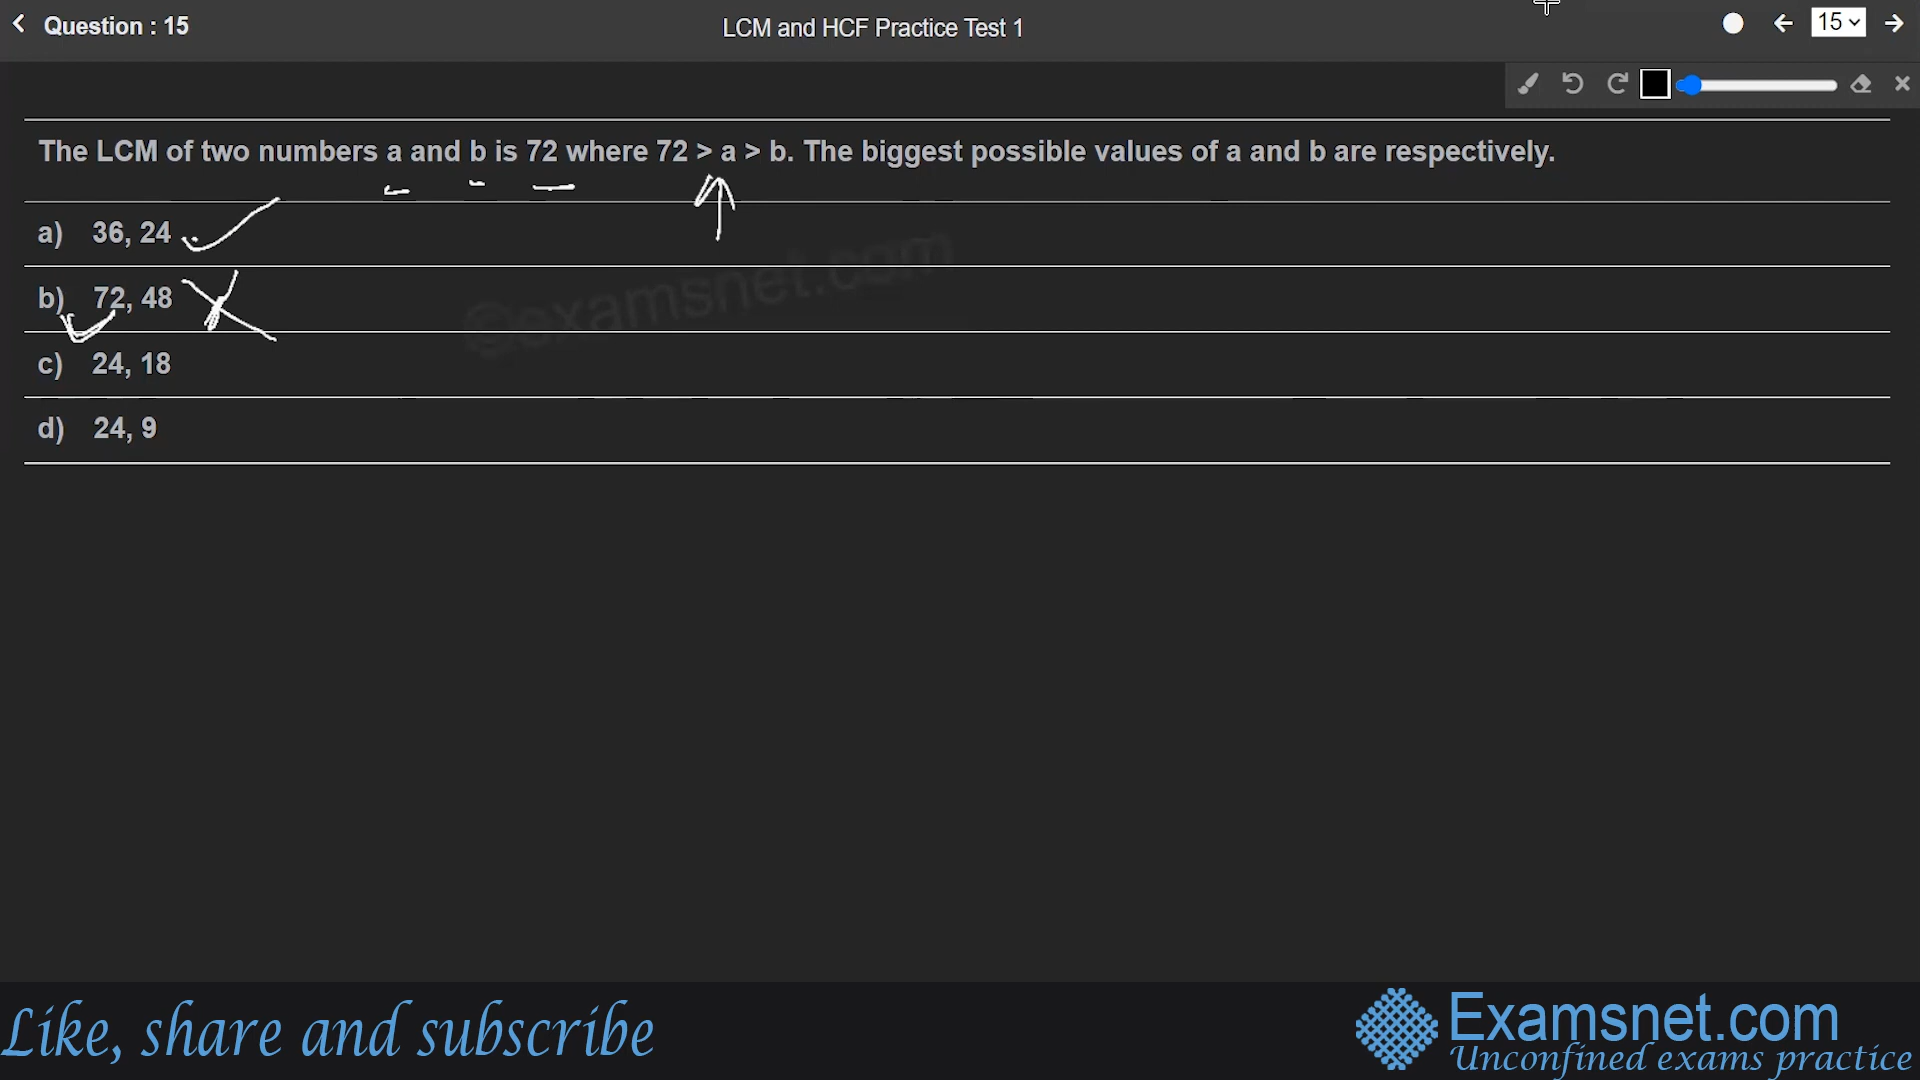 Question : 15
LCM and HCF Practice Test 1
15
The LCM of two numbers a and b is 72 where 72 > a > b. The biggest possible values of a and b are respectively.
a) 36, 24
b) 72, 48
c) 24, 18
d) 24, 9
©examsnet.com
Like, share and subscribe
Examsnet.com
Unconfined exams practice